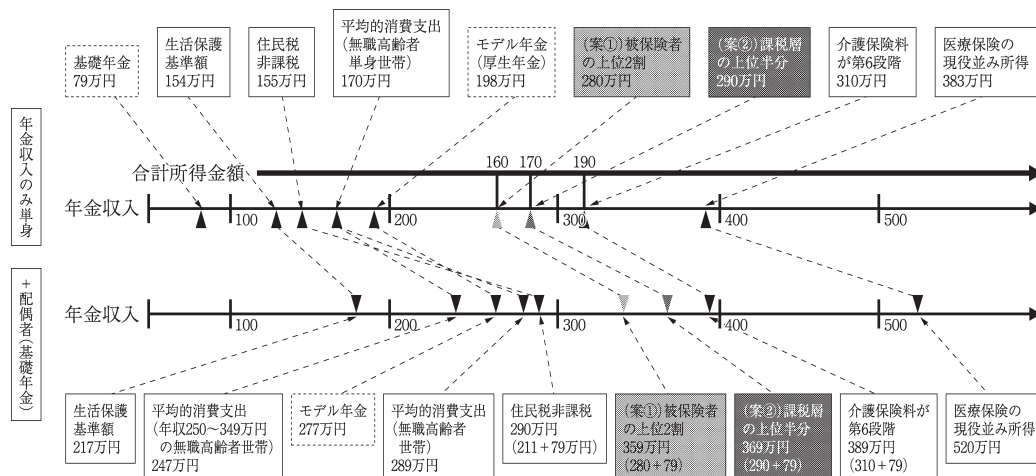 基礎年金
79万円
生活保護
基準額
154万円
住民税
非課税
155万円
平均的消費支出
(無職高齢者
単身世帯)
170万円
モデル年金
(厚生年金)
198万円
(案①)被保険者
の上位2割
280万円
(案②)課税層
の上位半分
290万円
介護保険料
が第6段階
310万円
医療保険の
現役並み所得
383万円
年金収入のみ単身
合計所得金額
160
170
190
年金収入
100
200
300
400
500
+配偶者(基礎年金)
年金収入
100
200
300
400
500
生活保護
基準額
217万円
平均的消費支出
(年収250~349万円
の無職高齢者世帯)
247万円
モデル年金
277万円
平均的消費支出
(無職高齢者
世帯)
289万円
住民税非課税
290万円
(211+79万円)
(案①)被保険者
の上位2割
359万円
(280+79)
(案②)課税層
の上位半分
369万円
(290+79)
介護保険料が
第6段階
389万円
(310+79)
医療保険の
現役並み所得
520万円